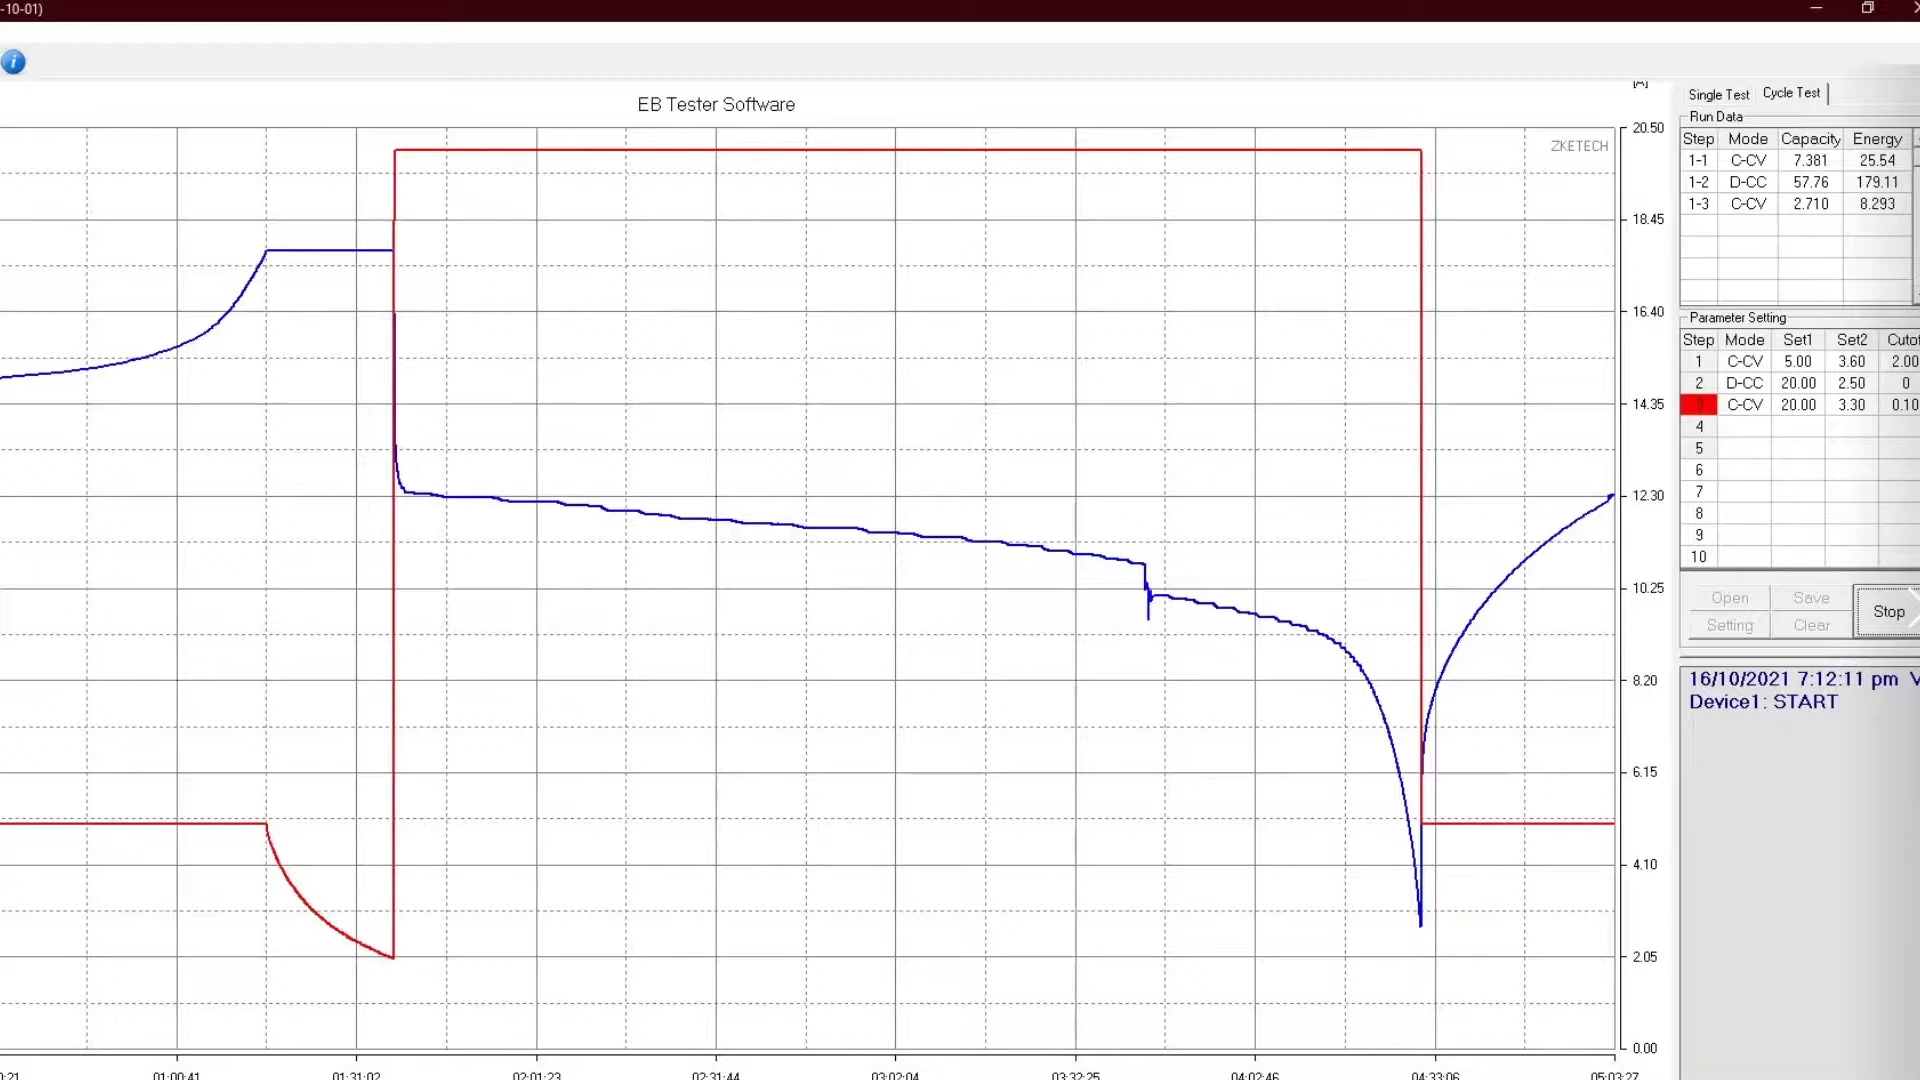 -10-01)
EB Tester Software
[A]
ZKETECH
20.50
18.45
16.40
14.35
12.30
10.25
8.20
6.15
4.10
2.05
0.00
0:21 01:00:41 01:31:02 02:01:23 02:31:44 03:02:04 03:32:25 04:02:46 04:33:06 05:03:27
Single Test Cycle Test
Run Data
Step Mode Capacity Energy
1-1 C-CV 7.381 25.54
1-2 D-CC 57.76 179.11
1-3 C-CV 2.710 8.293
Parameter Setting
Step Mode Set1 Set2 Cutof
1 C-CV 5.00 3.60 2.00
2 D-CC 20.00 2.50 0
C-CV 20.00 3.30 0.10
4
5
6
7
8
9
10
Open Save Stop
Setting Clear
16/10/2021 7:12:11 pm V
Device1: START